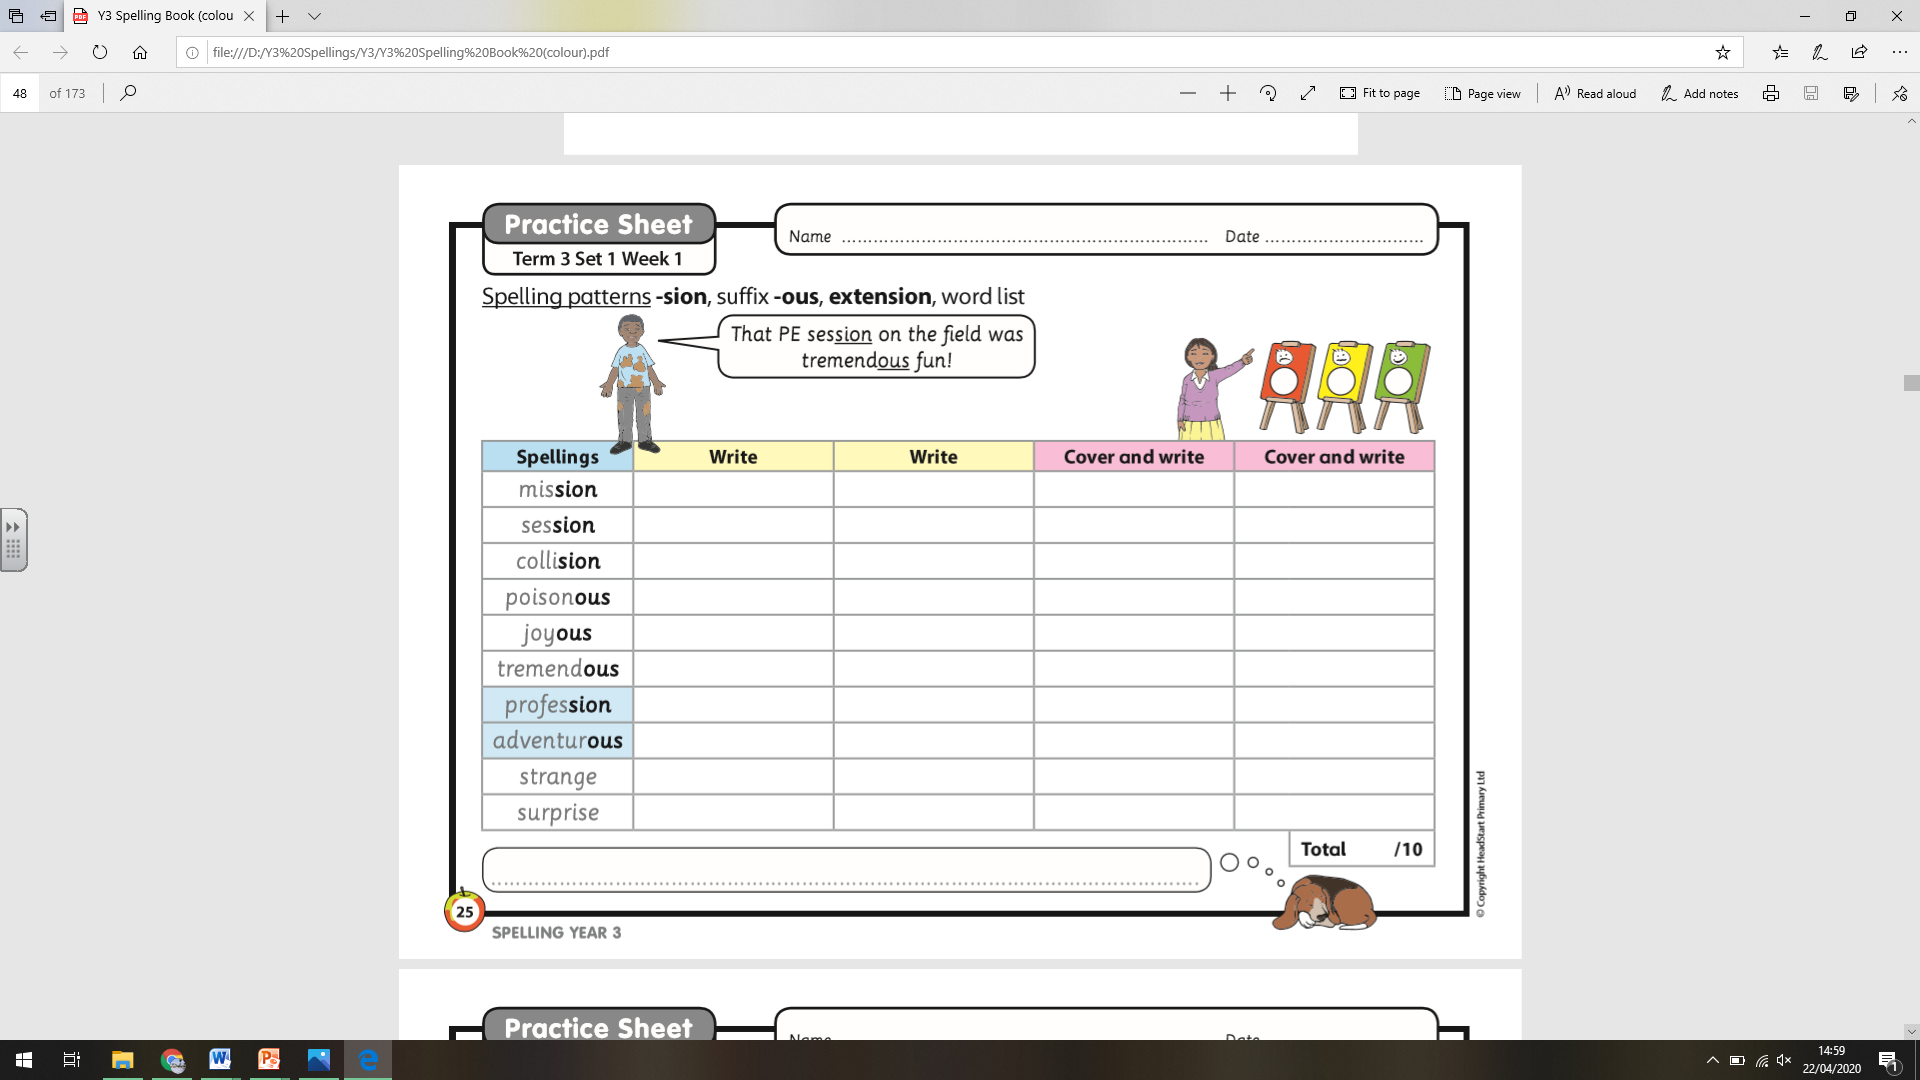 Y3 Spelling Book (colou
file:///D:/Y3%20Spellings/Y3/Y3%20Spelling%20Book%20(colour).pdf
48 of 173
Fit to page
Page view
Read aloud
Add notes
Practice Sheet
Term 3 Set 1 Week 1
Name ........................................................................ Date ..............................
Spelling patterns -sion, suffix -ous, extension, word list
That PE session on the field was
tremendous fun!
Spellings Write Write Cover and write Cover and write
mission
session
collision
poisonous
joyous
tremendous
profession
adventurous
strange
surprise
Total /10
25
SPELLING YEAR 3
© Copyright HeadStart Primary Ltd
Practice Sheet
Name Date
14:59
22/04/2020
1